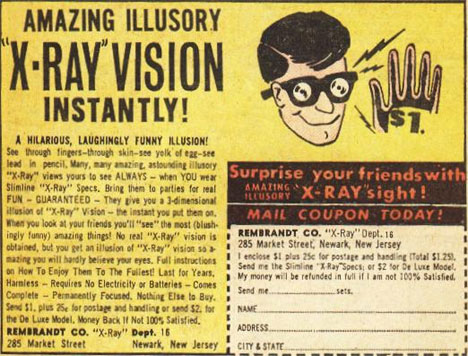 AMAZING ILLUSORY
"X-RAY" VISION
INSTANTLY!
A HILARIOUS, LAUGHINGLY FUNNY ILLUSION!
See through fingers—through skin—see yolk of egg—see
lead in pencil. Many, many amazing, astounding illusory
"X-Ray" views yours to see ALWAYS — when YOU wear
Slimline "X-Ray" Specs. Bring them to parties for real
FUN — GUARANTEED — They give you a 3-dimensional
illusion of "X-Ray" Vision — the instant you put them on.
When you look at your friends you'll "see" the most (blush-
ingly funny) amazing things! No real "X-Ray" vision is
obtained, but you get an illusion of "X-Ray" vision so a-
mazing you will hardly believe your eyes. Full instructions
on How To Enjoy Them To The Fullest! Last for Years,
Harmless — Requires No Electricity or Batteries — Comes
Complete — Permanently Focused. Nothing Else to Buy.
Send $1, plus 25¢ for postage and handling or send $2, for
the De Luxe Model. Money Back If Not 100% Satisfied.
REMBRANDT CO. "X-Ray" Dept. 16
285 Market Street Newark, New Jersey
$1.
Surprise your friends with
AMAZING ILLUSORY "X-RAY" sight!
MAIL COUPON TODAY!
REMBRANDT CO. "X-Ray" Dept. 16
285 Market Street, Newark, New Jersey
I enclose $1 plus 25c for postage and handling (Total $1.25).
Send me the Slimline "X-Ray" Specs; or $2 for De Luxe Model.
My money will be refunded in full if I am not 100% Satisfied.
Send me sets.
NAME
ADDRESS
CITY & STATE